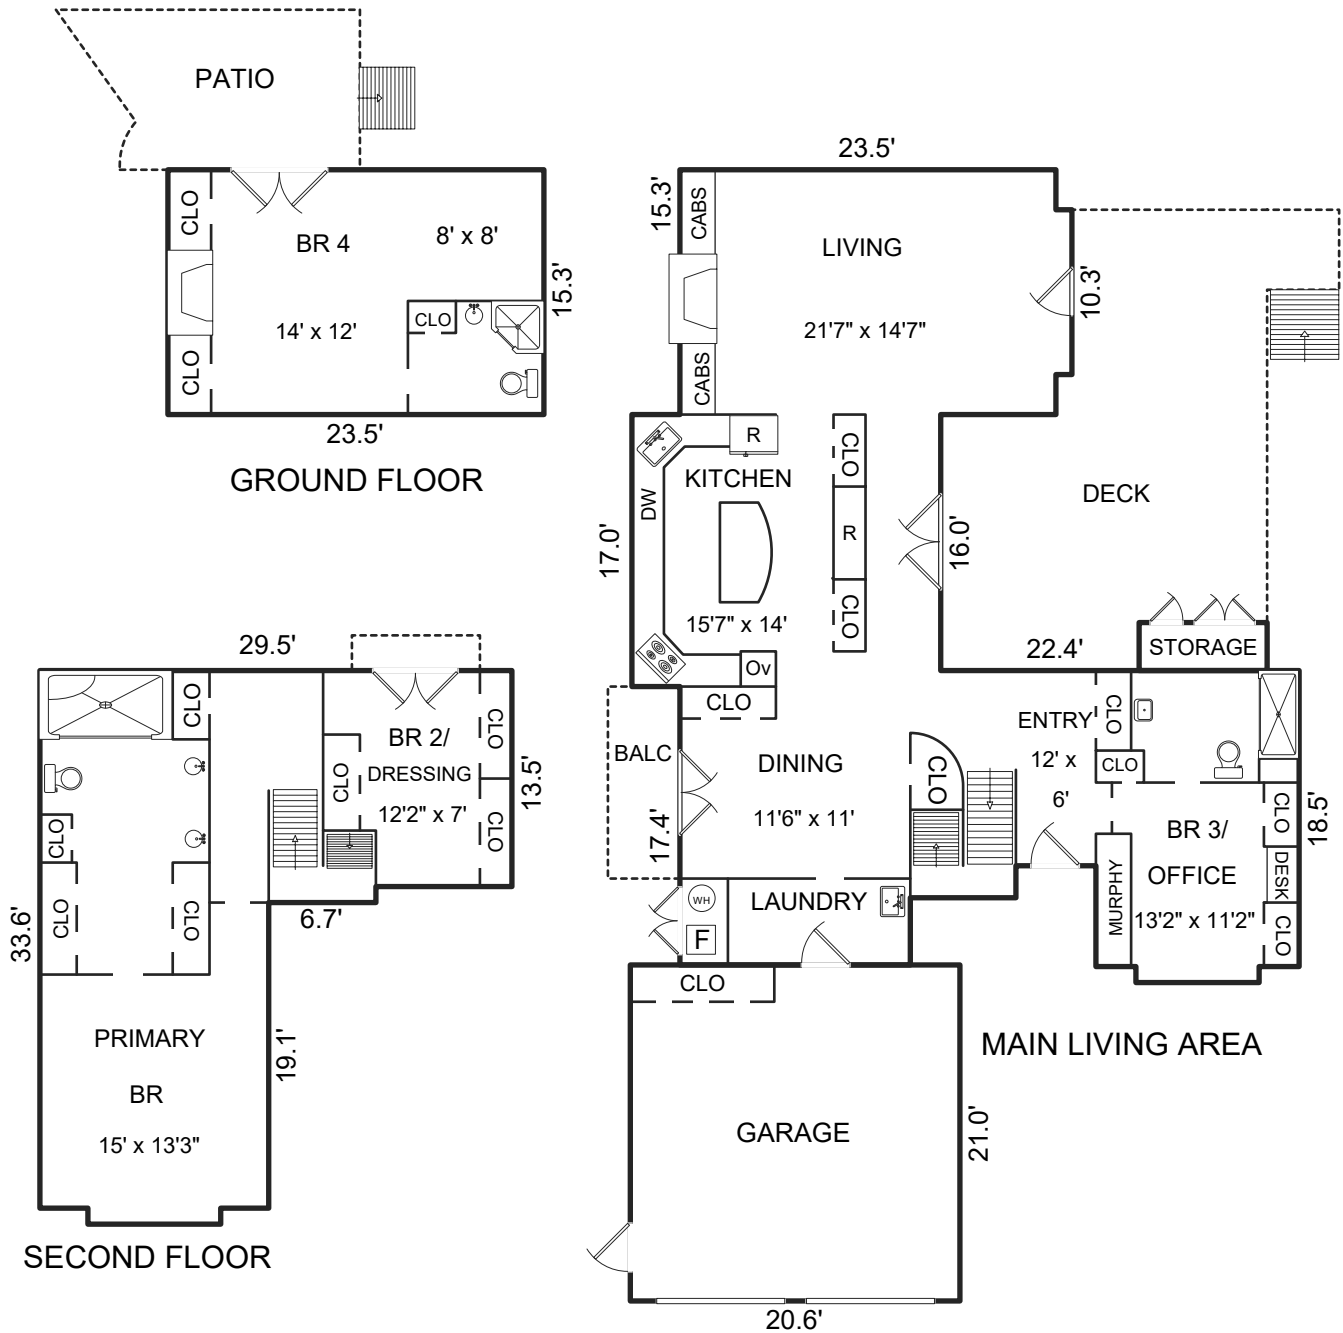 PATIO
CLO
BR 4
8' x 8'
14' x 12'
CLO
CLO
15.3'
23.5'
GROUND FLOOR
23.5'
15.3'
CABS
LIVING
21'7" x 14'7"
10.3'
CABS
R
KITCHEN
CLO
DW
R
17.0'
15'7" x 14'
CLO
Ov
CLO
16.0'
DECK
STORAGE
22.4'
BALC
DINING
11'6" x 11'
17.4'
CLO
ENTRY
12' x
6'
CLO
CLO
BR 3/
OFFICE
13'2" x 11'2"
MURPHY
CLO
DESK
CLO
18.5'
WH
F
LAUNDRY
CLO
MAIN LIVING AREA
GARAGE
21.0'
20.6'
29.5'
CLO
BR 2/
DRESSING
12'2" x 7'
CLO
CLO
CLO
13.5'
CLO
CLO
CLO
6.7'
33.6'
PRIMARY
BR
15' x 13'3"
19.1'
SECOND FLOOR